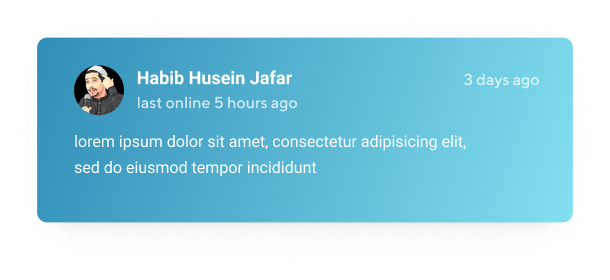 Habib Husein Jafar
3 days ago
last online 5 hours ago
lorem ipsum dolor sit amet, consectetur adipisicing elit,
sed do eiusmod tempor incididunt